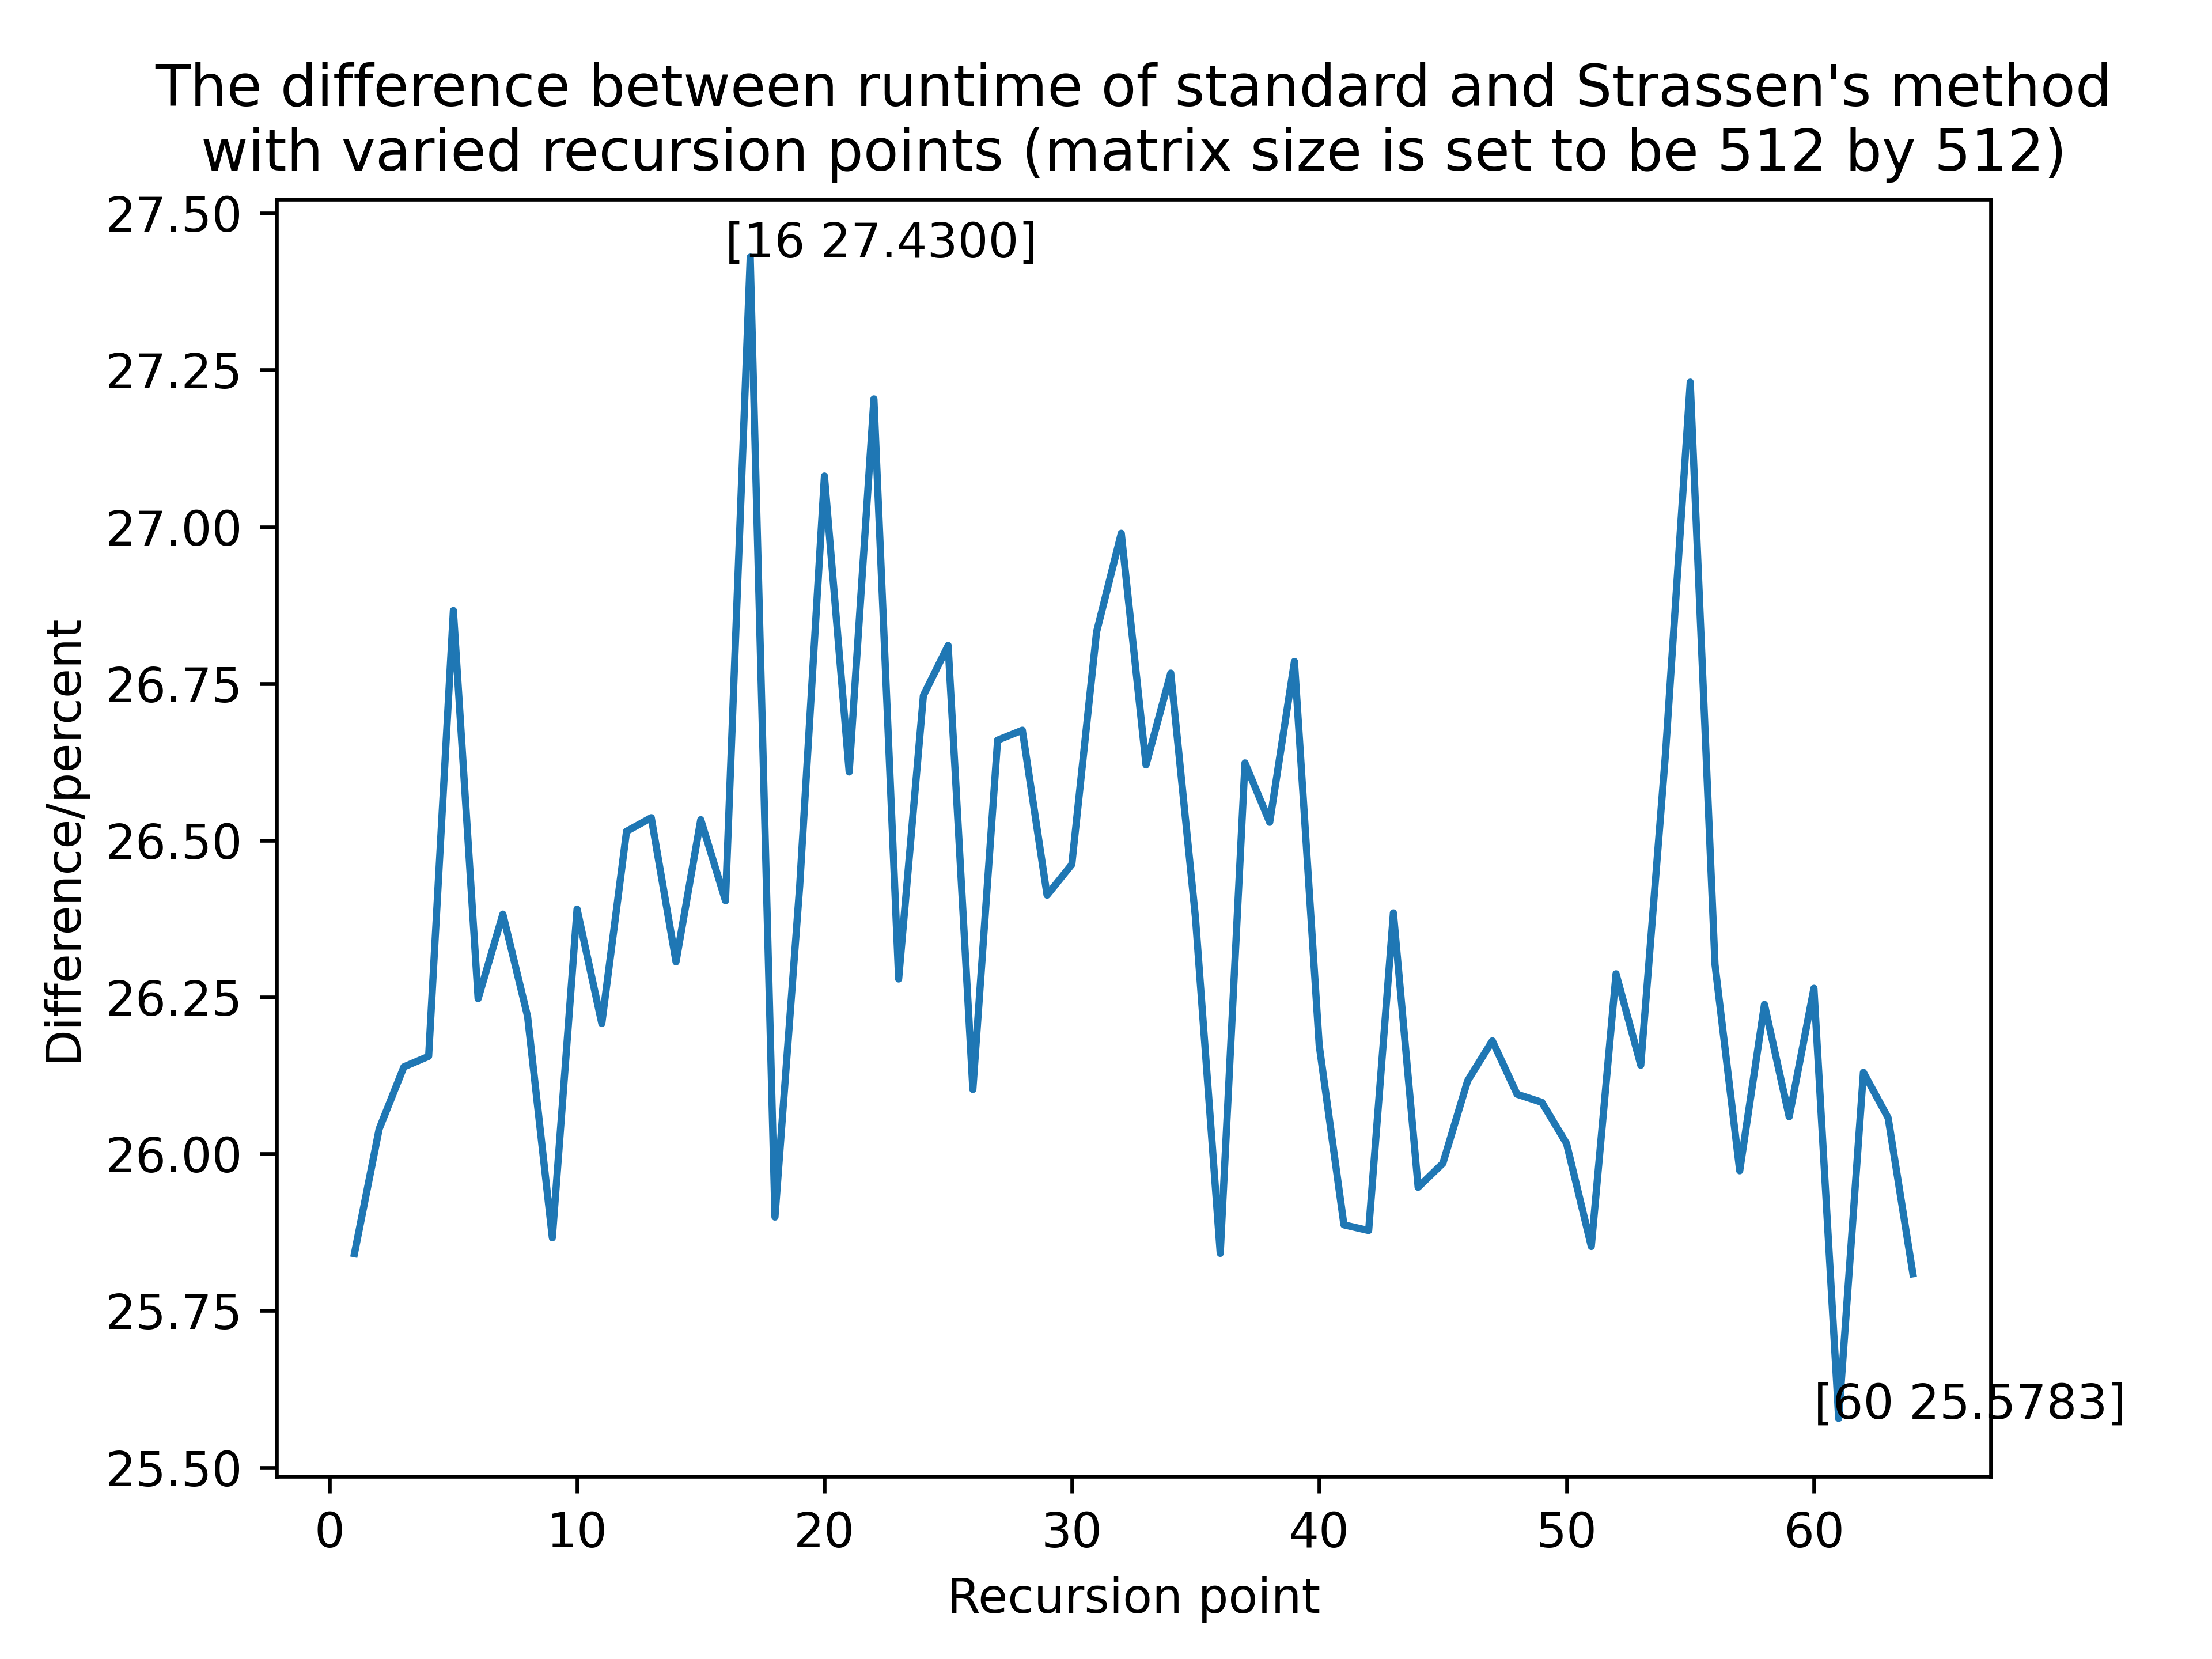 The difference between runtime of standard and Strassen's method
with varied recursion points (matrix size is set to be 512 by 512)
27.50
27.25
27.00
26.75
26.50
26.25
26.00
25.75
25.50
Difference/percent
[16 27.4300]
[60 25.5783]
0 10 20 30 40 50 60
Recursion point